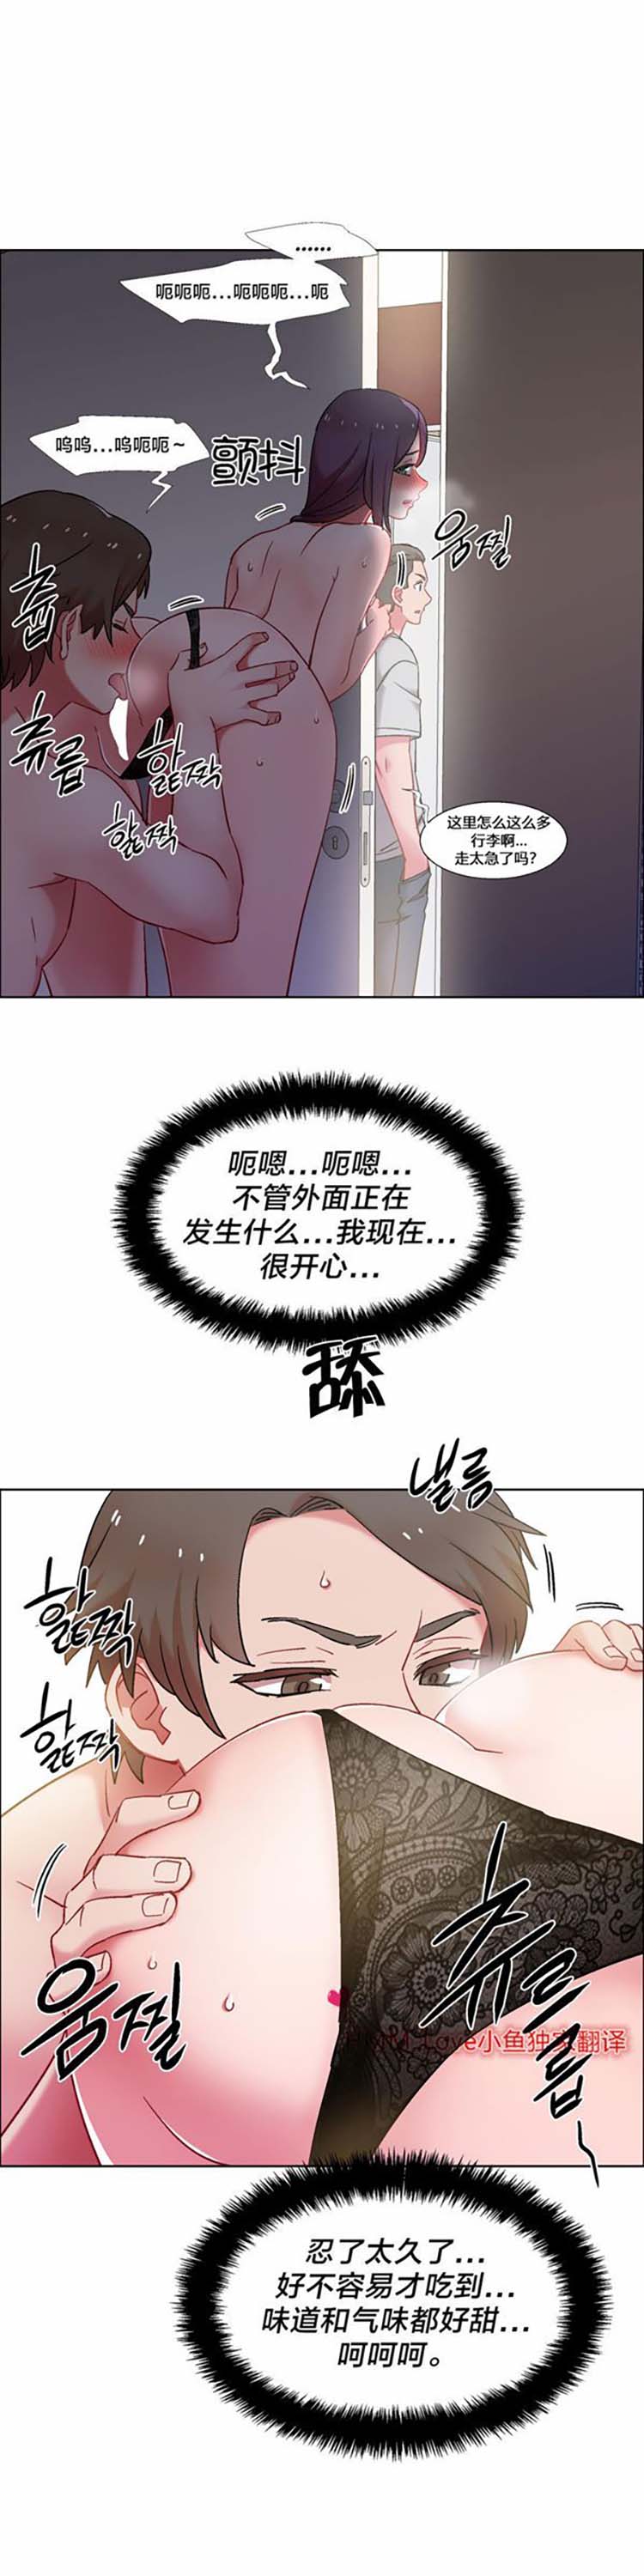 ……
呃呃呃…呃呃呃…呃
呜呜…呜呃呃~
颤抖
움찔
츕
츄릅
할짝
할짝
这里怎么这么多
行李啊…
走太急了吗?
呃嗯…呃嗯…
不管外面正在
发生什么…我现在…
很开心…
舔
낼름
할짝
할짝
움찔
츄르릅~
Love小鱼独家翻译
忍了太久了…
好不容易才吃到…
味道和气味都好甜…
呵呵呵。